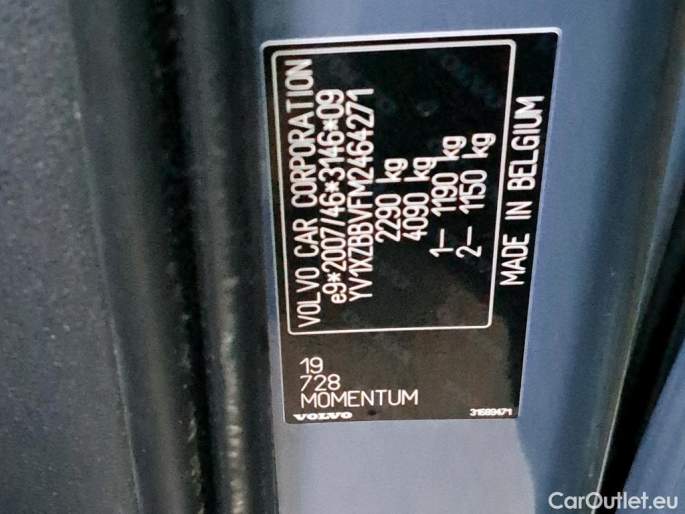 VOLVO CAR CORPORATION
e9*2007/46*3146*09
YV1XZBBVFM2464271
2290 kg
4090 kg
1– 1190 kg
2– 1150 kg
MADE IN BELGIUM
19
728
MOMENTUM
VOLVO
31689471
CarOutlet.eu